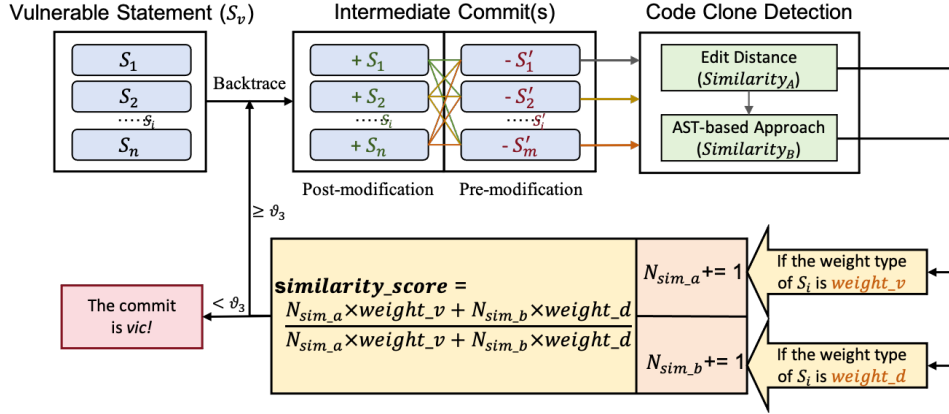 Vulnerable Statement (S_v)
Intermediate Commit(s)
Code Clone Detection
S_1
S_2
····· S_i
S_n
Backtrace
+ S_1
+ S_2
····· S_i
+ S_n
- S′_1
- S′_2
····· S′_i
- S′_m
Post-modification
Pre-modification
Edit Distance
(Similarity_A)
AST-based Approach
(Similarity_B)
≥ ϑ_3
< ϑ_3
The commit
is vic!
similarity_score =
N_sim_a×weight_v + N_sim_b×weight_d
N_sim_a×weight_v + N_sim_b×weight_d
N_sim_a += 1
N_sim_b += 1
If the weight type
of S_i is weight_v
If the weight type
of S_i is weight_d